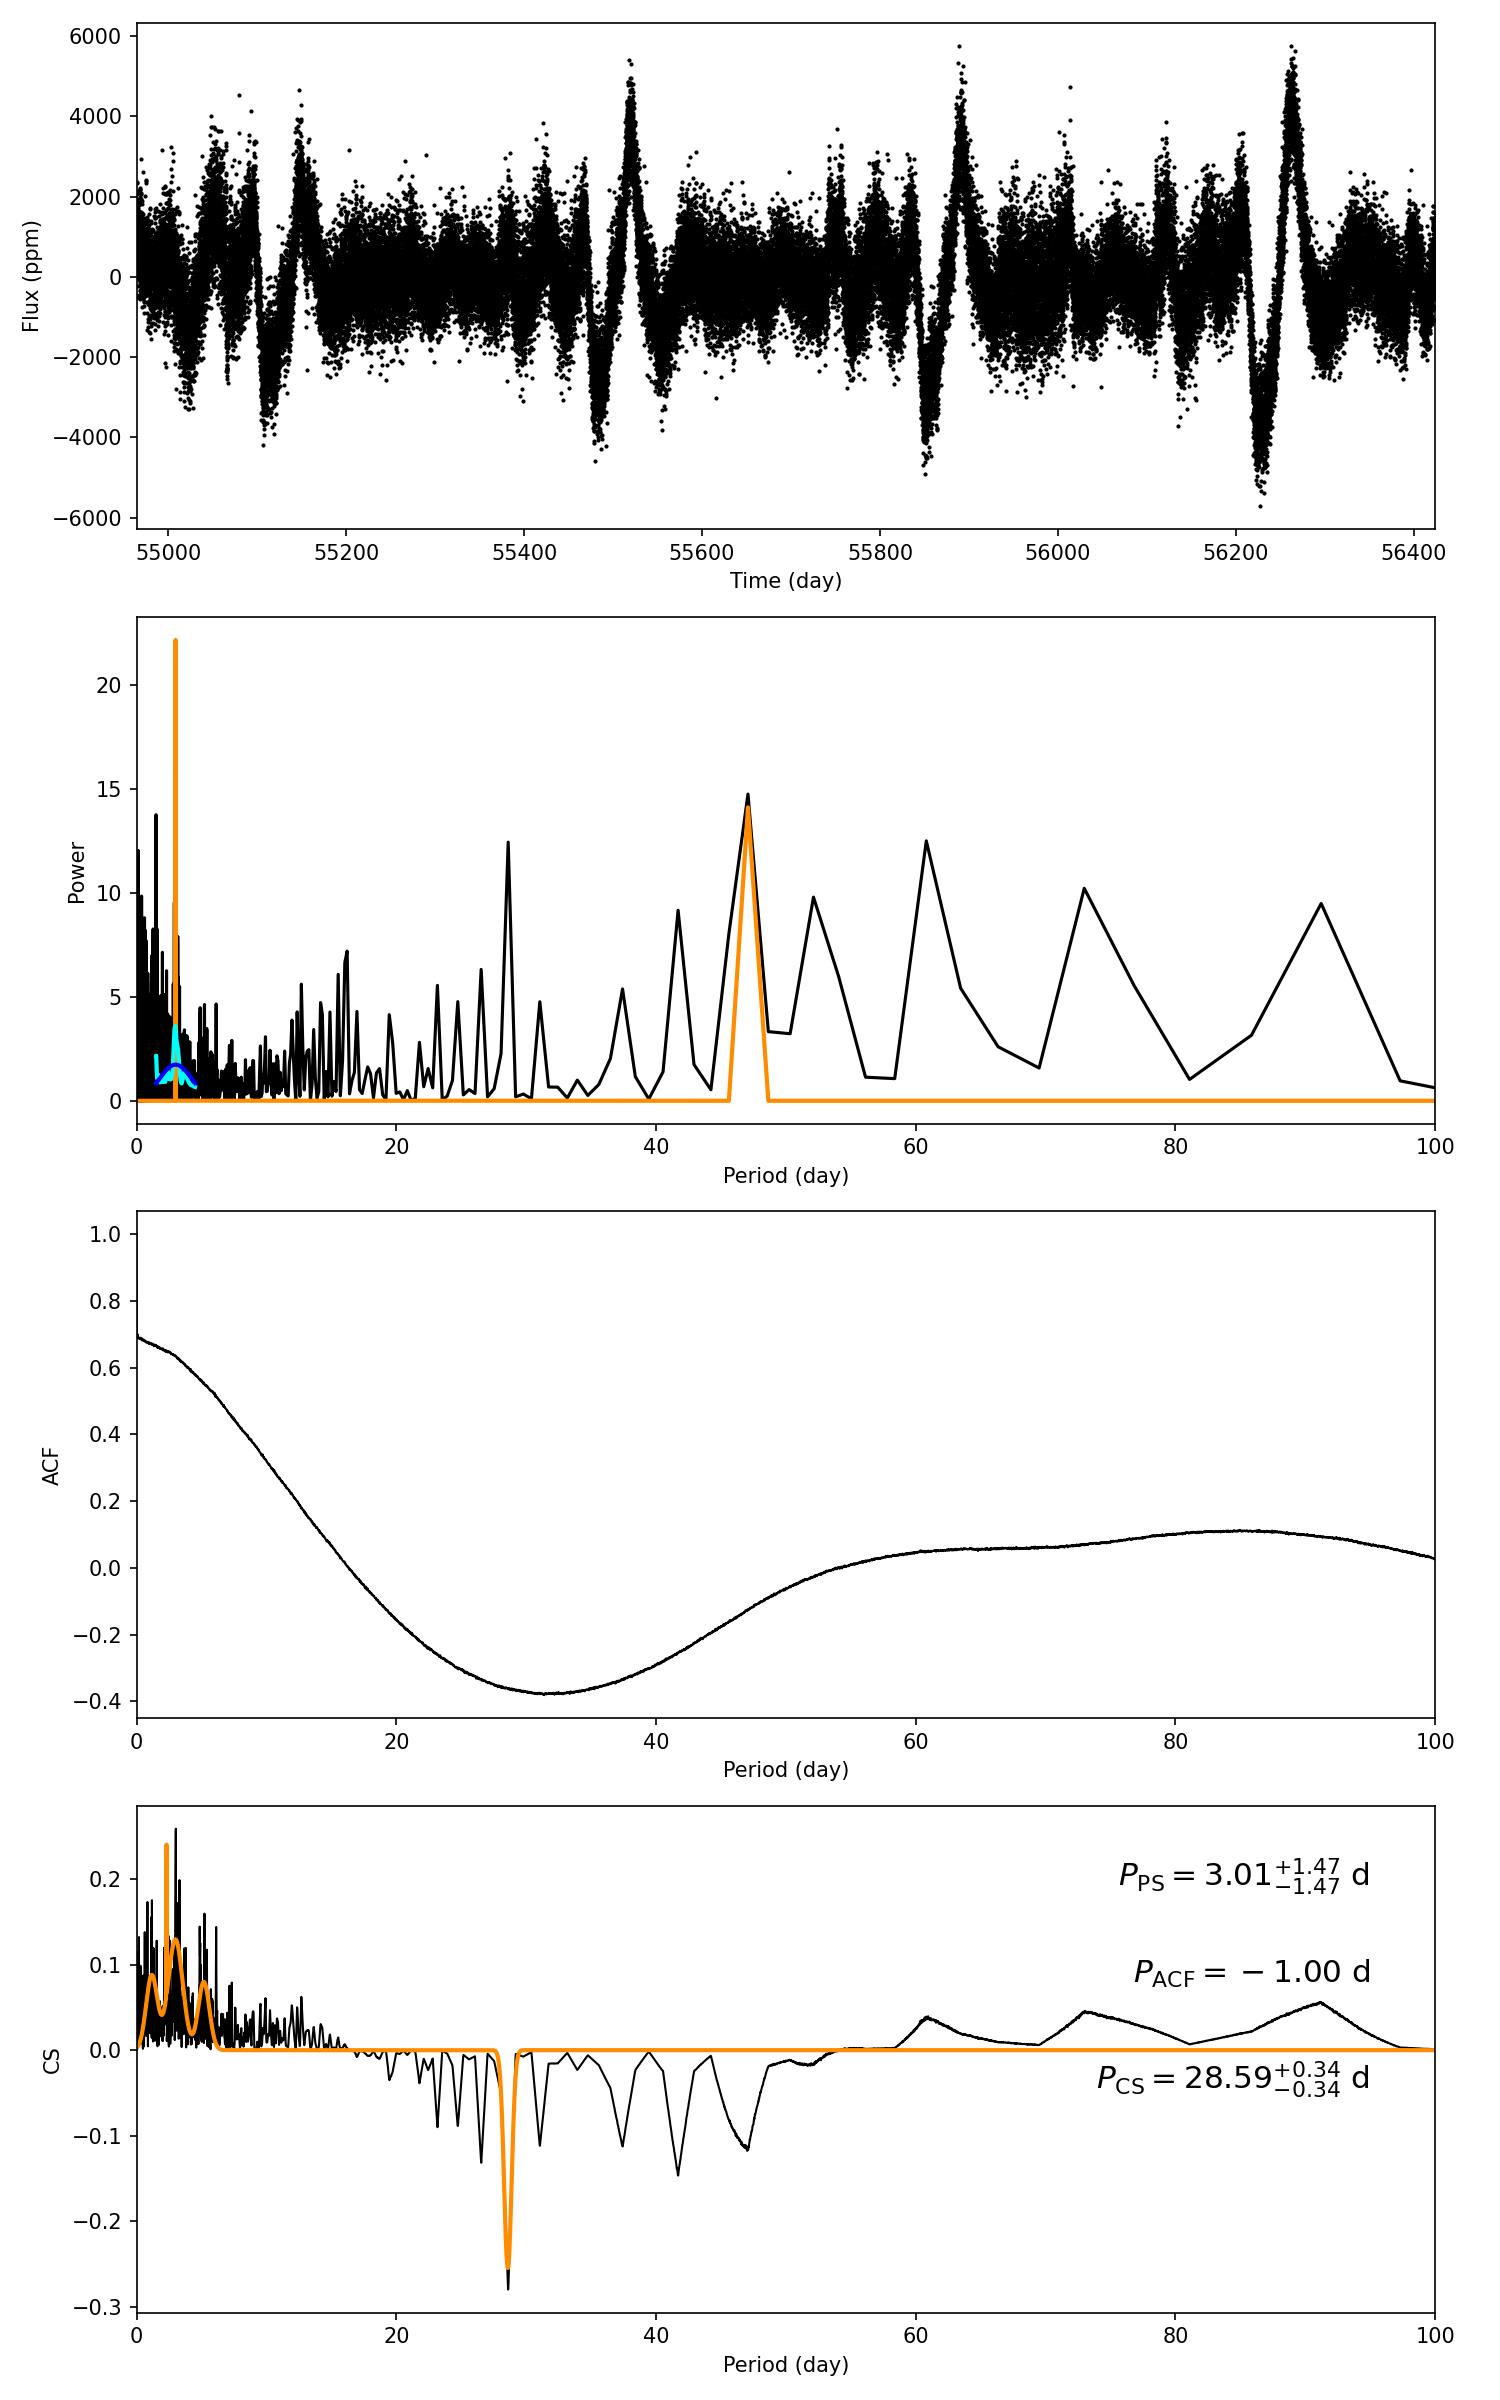 6000
4000
2000
0
−2000
−4000
−6000
Flux (ppm)
55000 55200 55400 55600 55800 56000 56200 56400
Time (day)
20
15
10
5
0
Power
0 20 40 60 80 100
Period (day)
1.0
0.8
0.6
0.4
0.2
0.0
−0.2
−0.4
ACF
0 20 40 60 80 100
Period (day)
0.2
0.1
0.0
−0.1
−0.2
−0.3
CS
P_PS = 3.01^{+1.47}_{−1.47} d
P_ACF = −1.00 d
P_CS = 28.59^{+0.34}_{−0.34} d
0 20 40 60 80 100
Period (day)